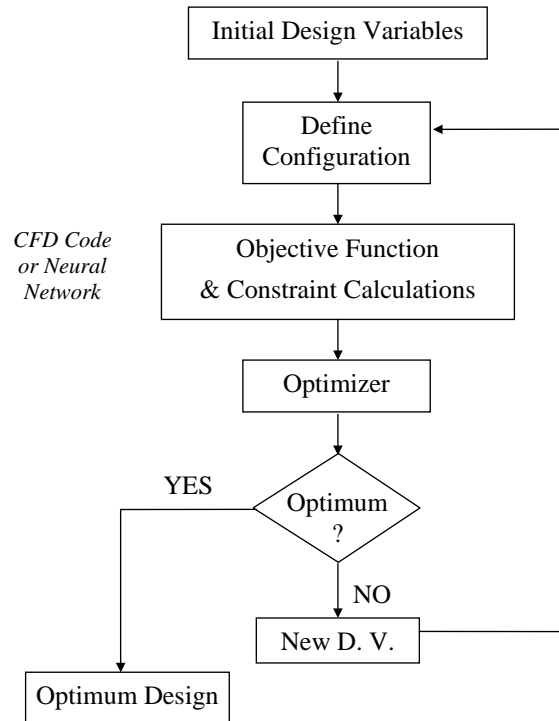 Initial Design Variables
Define
Configuration
CFD Code
or Neural
Network
Objective Function
& Constraint Calculations
Optimizer
YES
Optimum
?
NO
New D. V.
Optimum Design